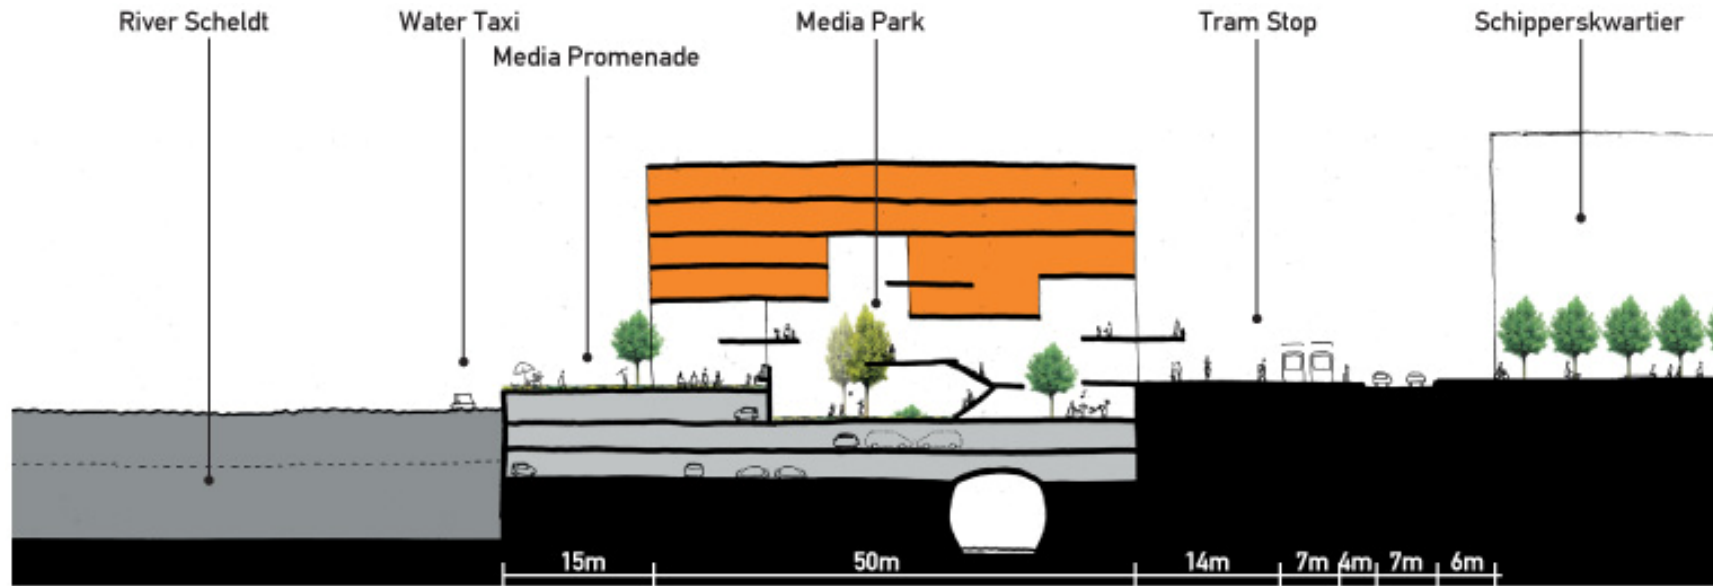 River Scheldt
Water Taxi
Media Promenade
Media Park
Tram Stop
Schipperskwartier
15m
50m
14m
7m
4m
7m
6m